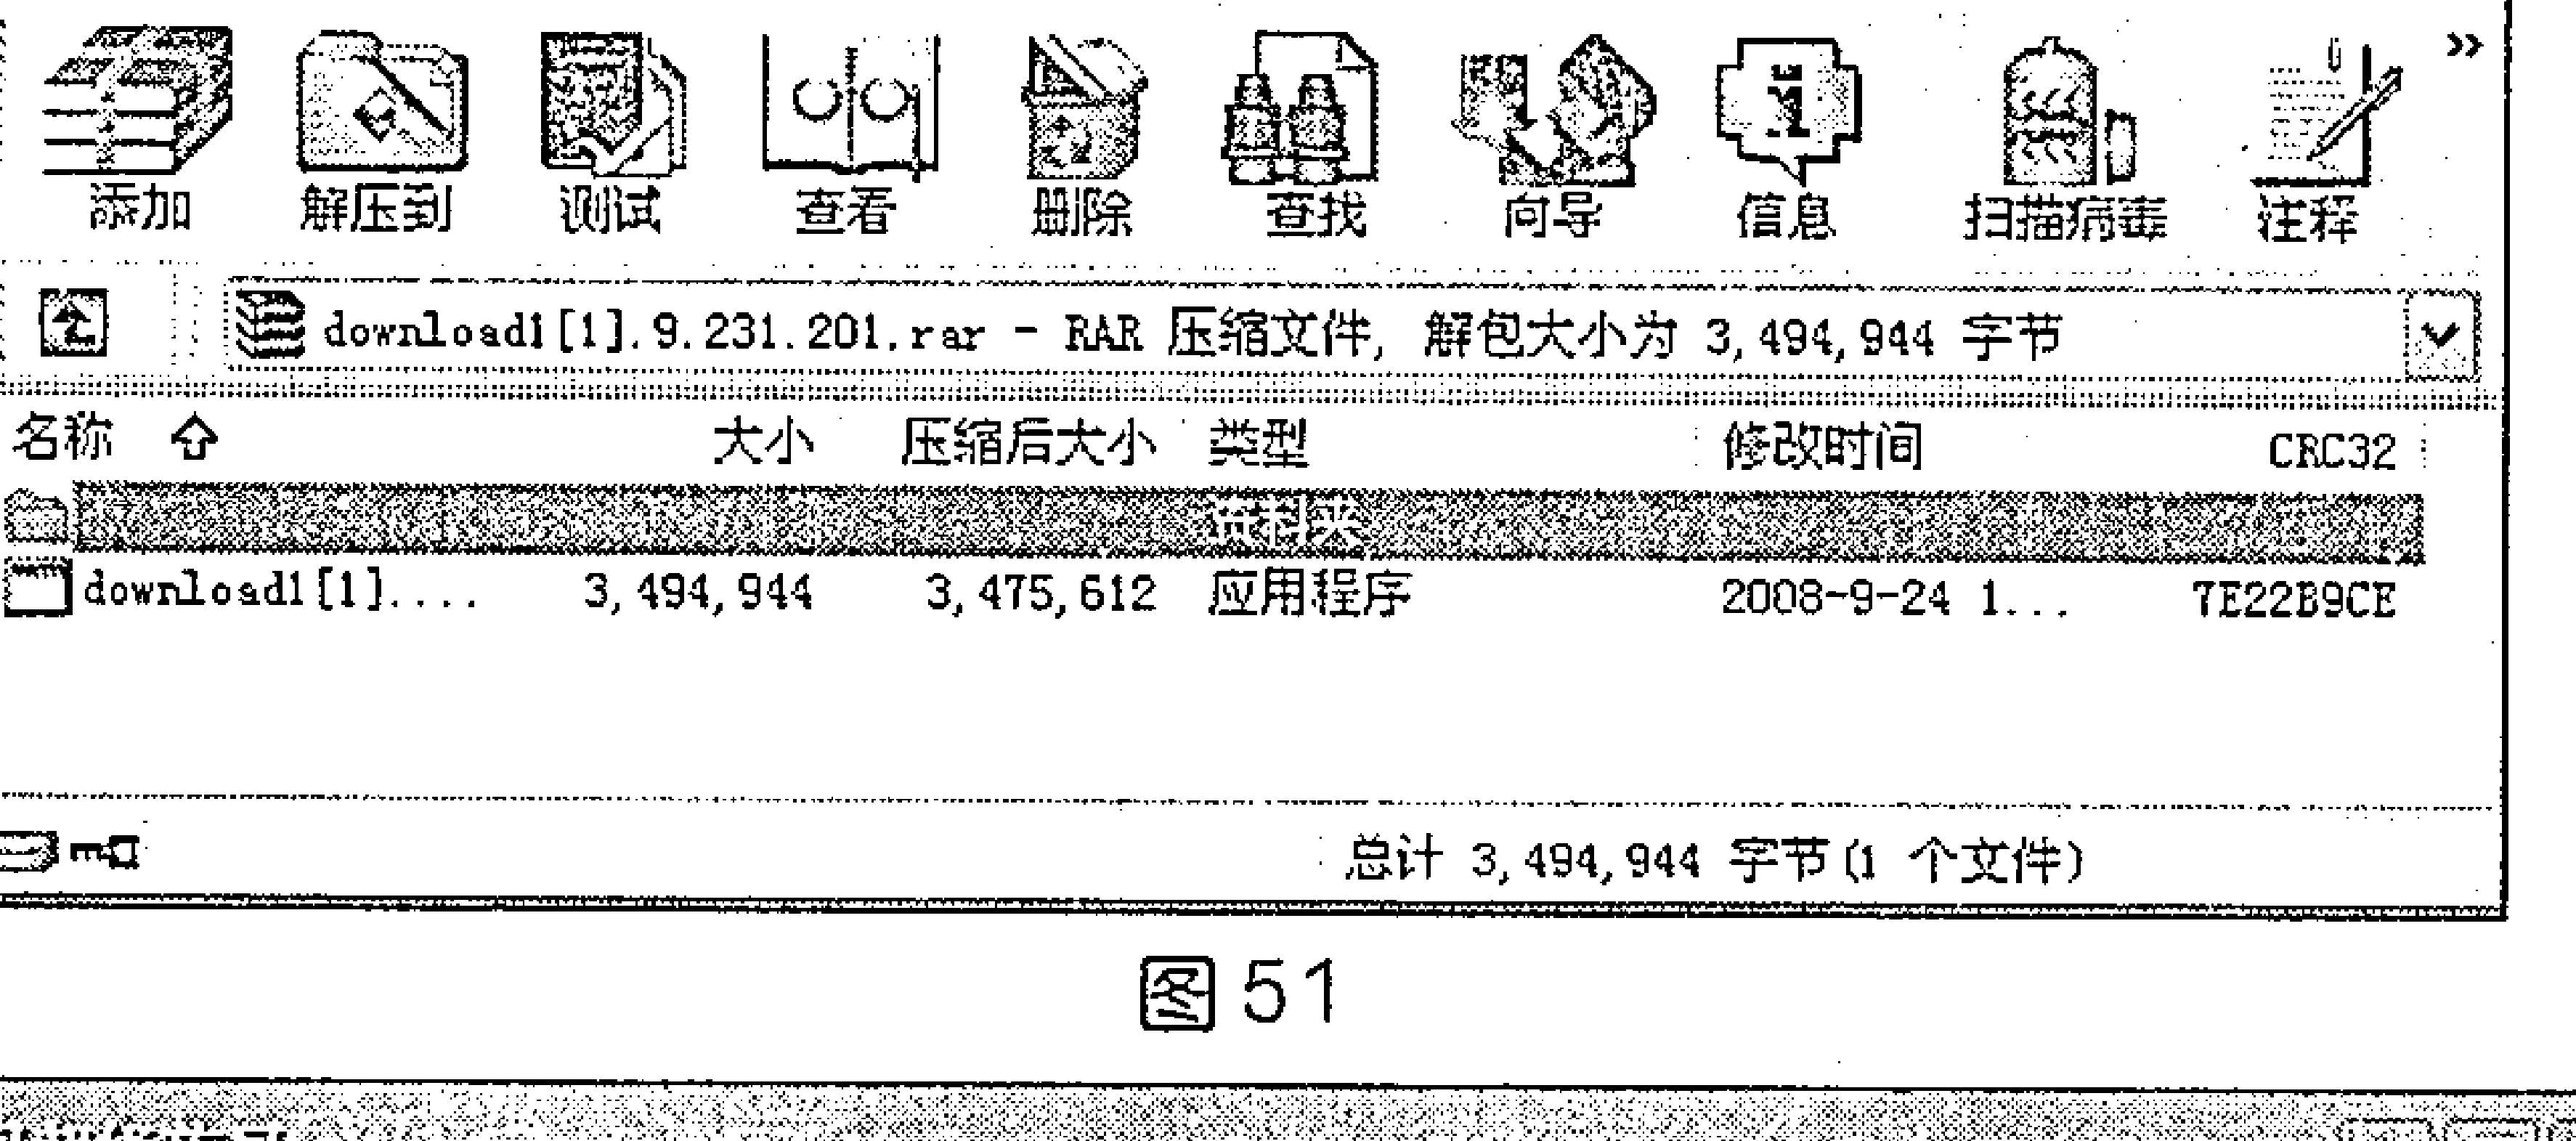 添加 解压到 测试 查看 删除 查找 向导 信息 扫描病毒 注释 »
download1[1].9.231.201.rar - RAR 压缩文件, 解包大小为 3,494,944 字节
名称 大小 压缩后大小 类型 修改时间 CRC32
资料夹
download1[1].... 3,494,944 3,475,612 应用程序 2008-9-24 1... 7E22B9CE
总计 3,494,944 字节(1 个文件)
图 51